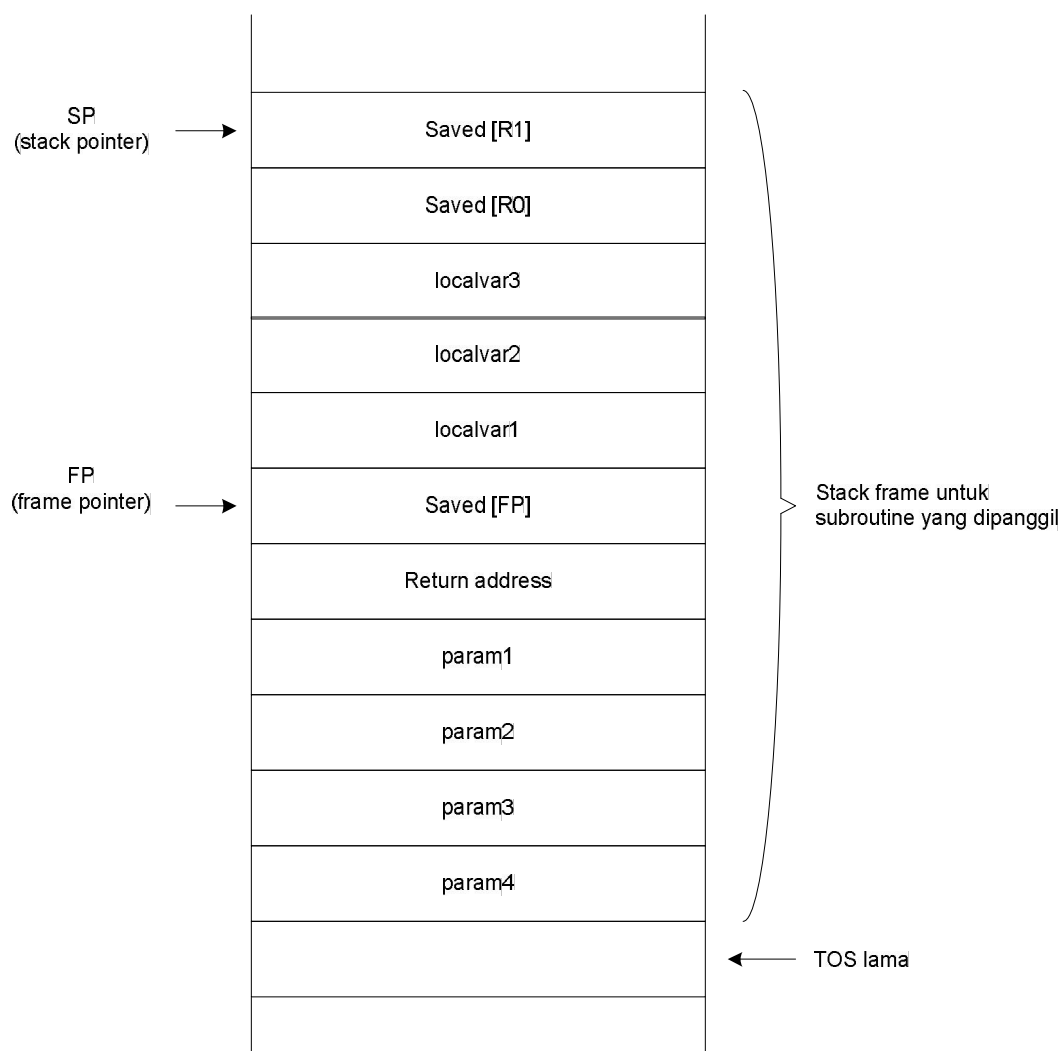 SP
(stack pointer)
Saved [R1]
Saved [R0]
localvar3
localvar2
localvar1
FP
(frame pointer)
Saved [FP]
Stack frame untuk
subroutine yang dipanggil
Return address
param1
param2
param3
param4
TOS lama